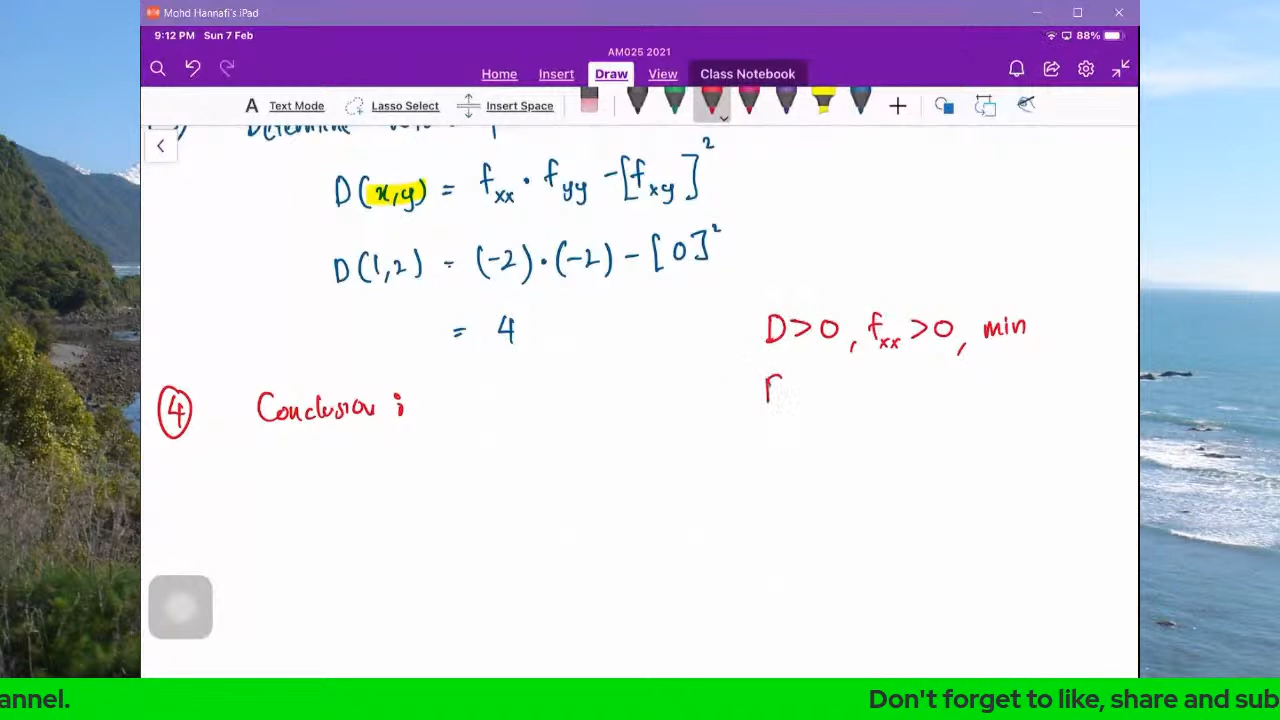 Mohd Hannafi's iPad
9:12 PM Sun 7 Feb
88%
AM025 2021
Home Insert Draw View Class Notebook
A Text Mode Lasso Select Insert Space
Determine
D(x,y) = fxx · fyy - [fxy]²
D(1,2) = (-2)·(-2) - [0]²
= 4
D>0, fxx >0, min
④ Conclusion :
annel. Don't forget to like, share and sub